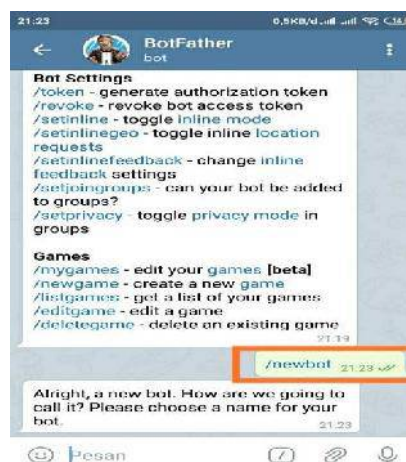 21:23
0,5KB/d
BotFather
bot
Bot Settings
/token - generate authorization token
/revoke - revoke bot access token
/setinline - toggle inline mode
/setinlinegeo - toggle inline location
requests
/setinlinefeedback - change inline
feedback settings
/setjoingroups - can your bot be added
to groups?
/setprivacy - toggle privacy mode in
groups
Games
/mygames - edit your games [beta]
/newgame - create a new game
/listgames - get a list of your games
/editgame - edit a game
/deletegame - delete an existing game
21.19
/newbot 21:23
Alright, a new bot. How are we going to
call it? Please choose a name for your
bot.
21.23
Pesan